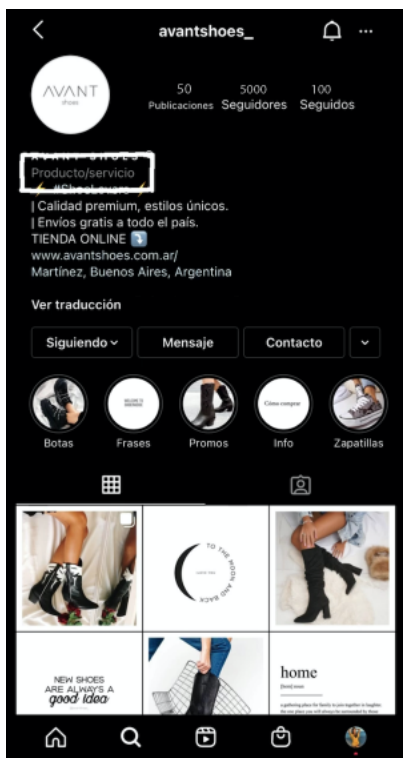 avantshoes_
AVANT
shoes
50
5000
100
Publicaciones
Seguidores
Seguidos
AVANT SHOES
Producto/servicio
⚡ #ShoeLovers ⚡
| Calidad premium, estilos únicos.
| Envíos gratis a todo el país.
TIENDA ONLINE ⤵️
www.avantshoes.com.ar/
Martínez, Buenos Aires, Argentina
Ver traducción
Siguiendo
Mensaje
Contacto
Cómo comprar
Botas
Frases
Promos
Info
Zapatillas
TO THE MOON AND BACK
NEW SHOES
ARE ALWAYS A
good idea
home